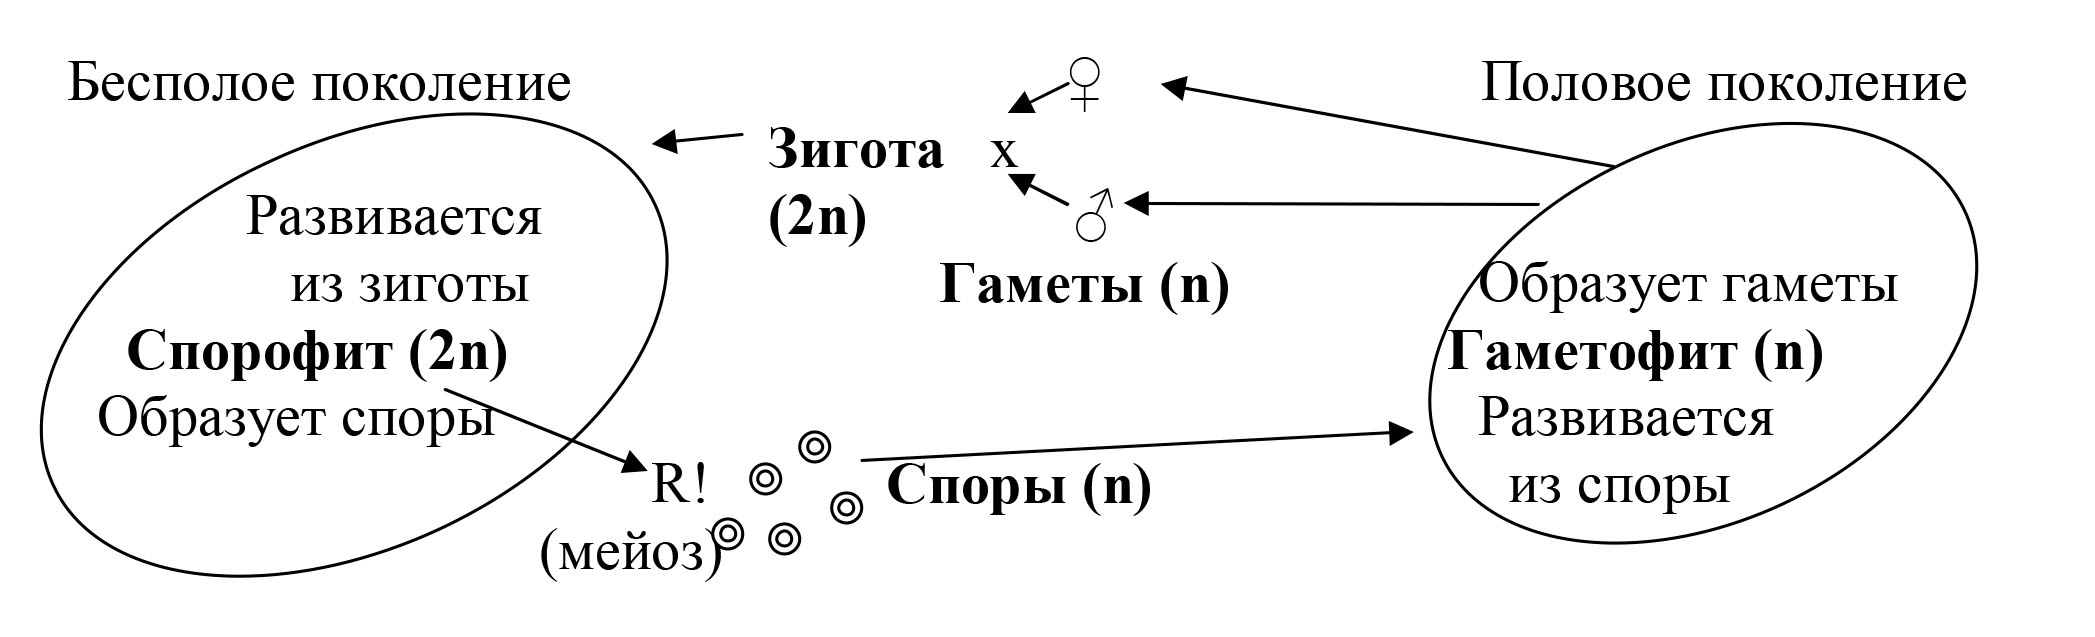 Бесполое поколение
♀
Половое поколение
Зигота х
(2n)
♂
Гаметы (n)
Развивается
из зиготы
Спорофит (2n)
Образует споры
R!
(мейоз)
Споры (n)
Образует гаметы
Гаметофит (n)
Развивается
из споры